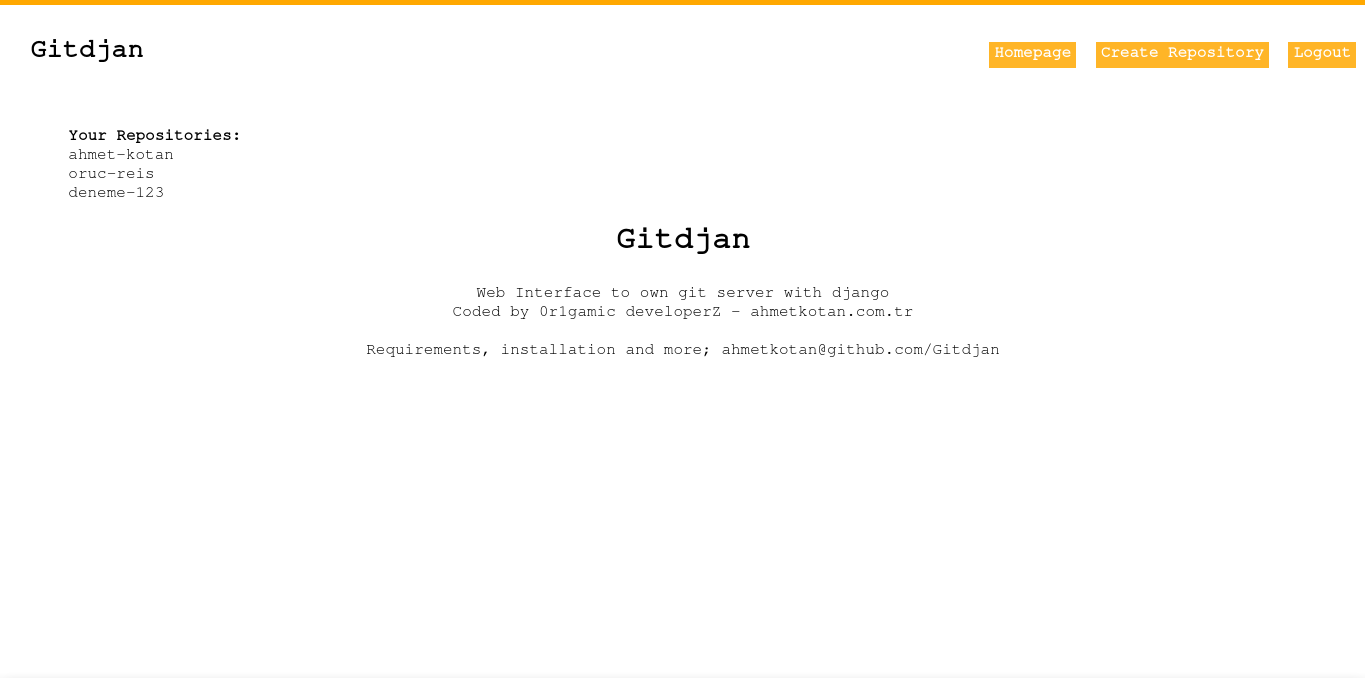 Gitdjan
Homepage
Create Repository
Logout
Your Repositories:
ahmet-kotan
oruc-reis
deneme-123
Gitdjan
Web Interface to own git server with django
Coded by 0r1gamic developerZ - ahmetkotan.com.tr
Requirements, installation and more; ahmetkotan@github.com/Gitdjan